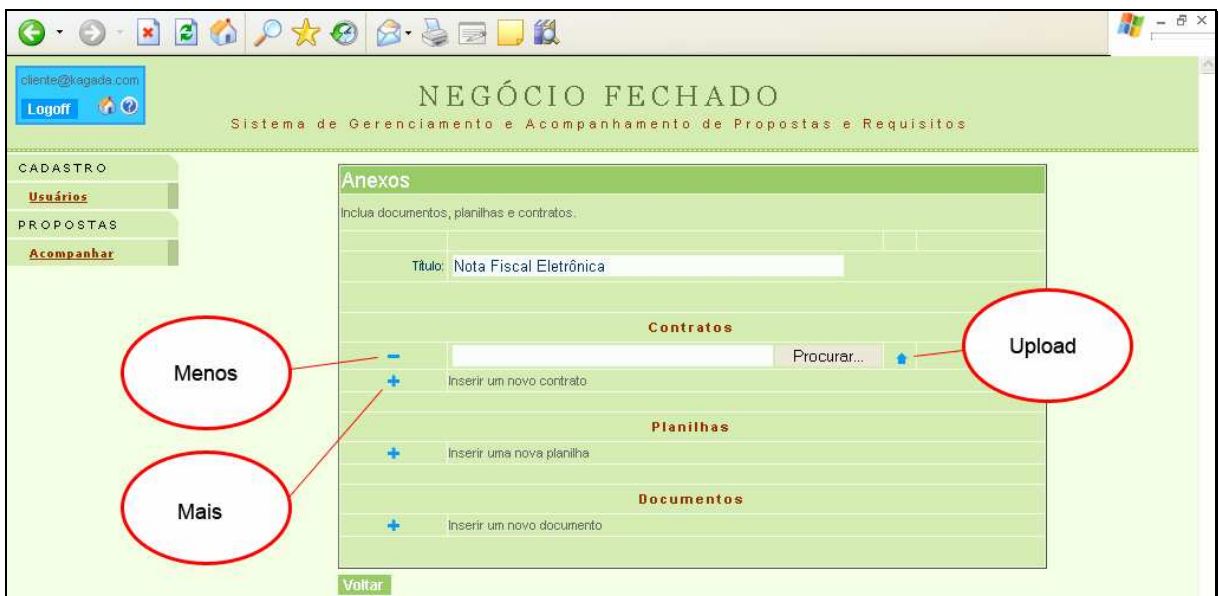 cliente@kagada.com
Logoff
NEGÓCIO FECHADO
Sistema de Gerenciamento e Acompanhamento de Propostas e Requisitos
CADASTRO
Usuários
PROPOSTAS
Acompanhar
Anexos
Inclua documentos, planilhas e contratos.
Título: Nota Fiscal Eletrônica
Contratos
Procurar...
Inserir um novo contrato
Planilhas
Inserir uma nova planilha
Documentos
Inserir um novo documento
Voltar
Menos
Mais
Upload